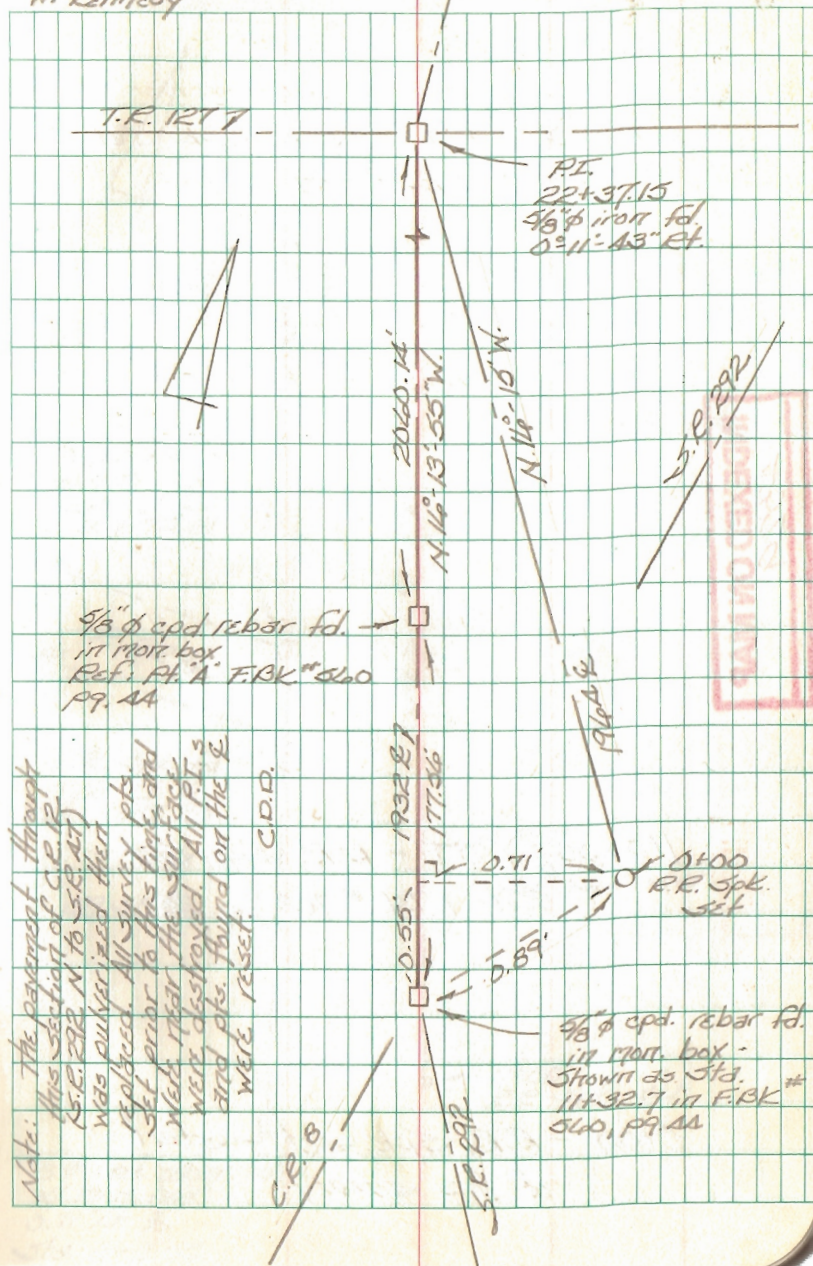 T.R. 127
P.I.
22+37.15
5/8"⌀ iron fd.
0°-11'-43" Rt.
2060.14'
N.16°-13'-55" W.
N.16°-15' W.
S.R. 292
INDEXED ON MAP
5/8"⌀ cpd rebar fd.
in mon. box
Ref: Pt. "A" F.BK.# 560
Pg. 44
177.56'
0.55'
0.71'
0.89'
0+00
R.R. Spk.
set
5/8"⌀ cpd. rebar fd.
in mon. box -
Shown as Sta.
11+32.7 in F.BK #
560, pg. 44
Note: The pavement through
this section of C.R. 12
(S.R. 292 N. to S.R. 47)
was pulverized then
replaced. All survey pts.
set prior to this time and
were near the surface
were destroyed. All P.I.s
and pts. found on the ℄
were reset.
C.D.D.
C.R. 8
S.R. 292